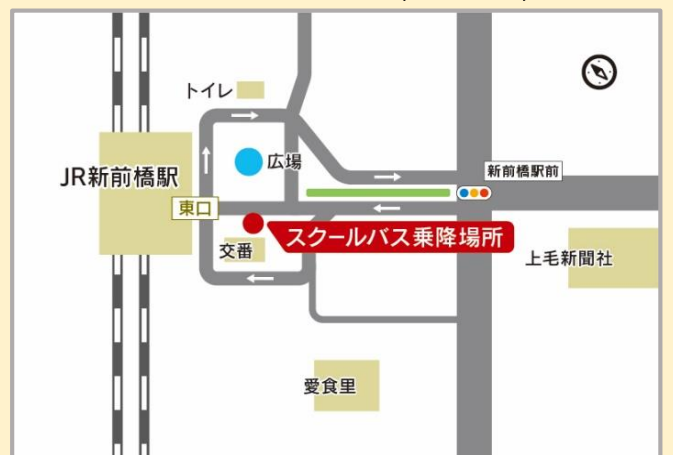 トイレ
広場
JR新前橋駅
新前橋駅前
東口
スクールバス乗降場所
交番
上毛新聞社
愛食里